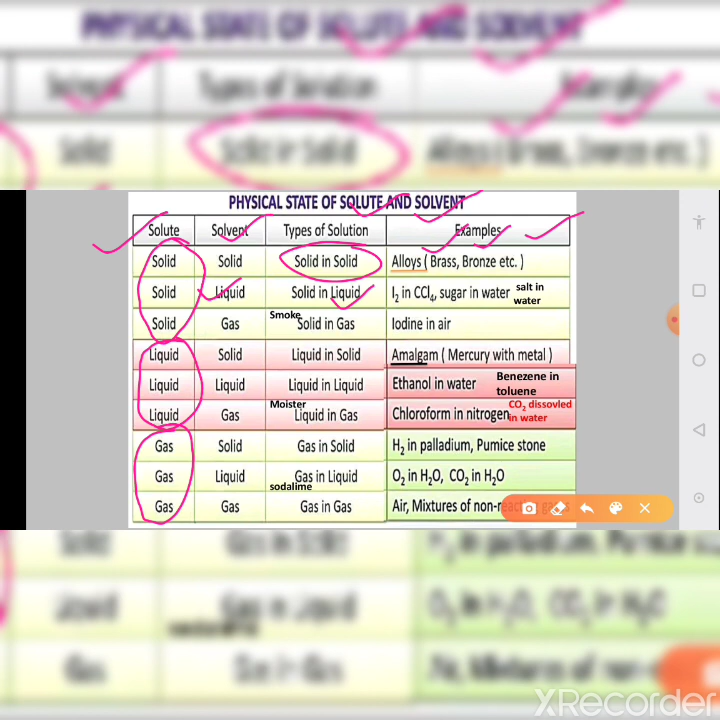 PHYSICAL STATE OF SOLUTE AND SOLVENT
Solute Solvent Types of Solution Examples
Solid Solid Solid in Solid Alloys ( Brass, Bronze etc. )
Solid Liquid Solid in Liquid I₂ in CCl₄, sugar in water salt in water
Smoke
Solid Gas Solid in Gas Iodine in air
Liquid Solid Liquid in Solid Amalgam ( Mercury with metal )
Liquid Liquid Liquid in Liquid Ethanol in water Benezene in toluene
Moister
Liquid Gas Liquid in Gas Chloroform in nitrogen CO₂ dissovled in water
Gas Solid Gas in Solid H₂ in palladium, Pumice stone
Gas Liquid Gas in Liquid O₂ in H₂O, CO₂ in H₂O
sodalime
Gas Gas Gas in Gas Air, Mixtures of
XRecorder